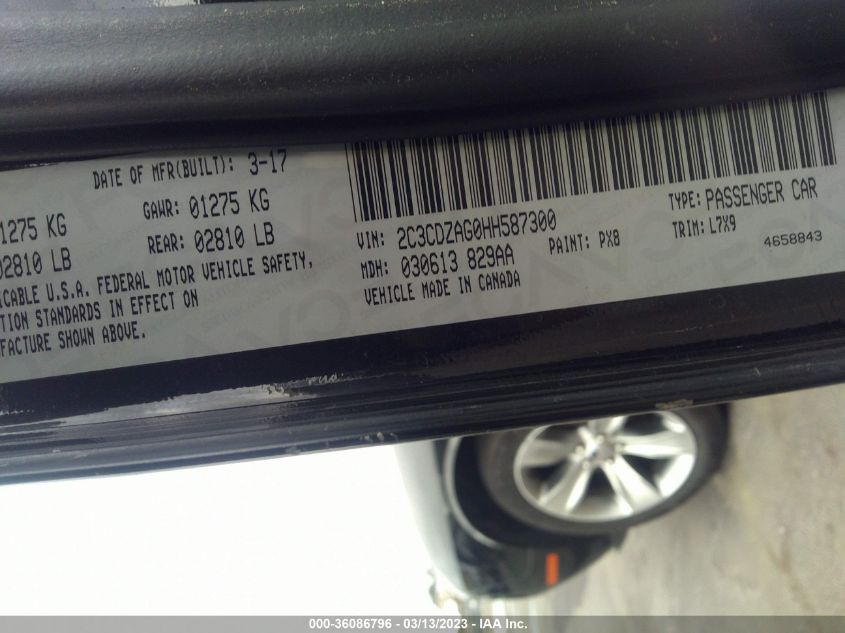 DATE OF MFR(BUILT): 3-17
1275 KG GAWR: 01275 KG
02810 LB REAR: 02810 LB
ICABLE U.S.A. FEDERAL MOTOR VEHICLE SAFETY,
TION STANDARDS IN EFFECT ON
FACTURE SHOWN ABOVE.
VIN: 2C3CDZAG0HH587300 TYPE: PASSENGER CAR
MDH: 030613 829AA PAINT: PX8 TRIM: L7X9
VEHICLE MADE IN CANADA 4658843
000-36086796 - 03/13/2023 - IAA Inc.